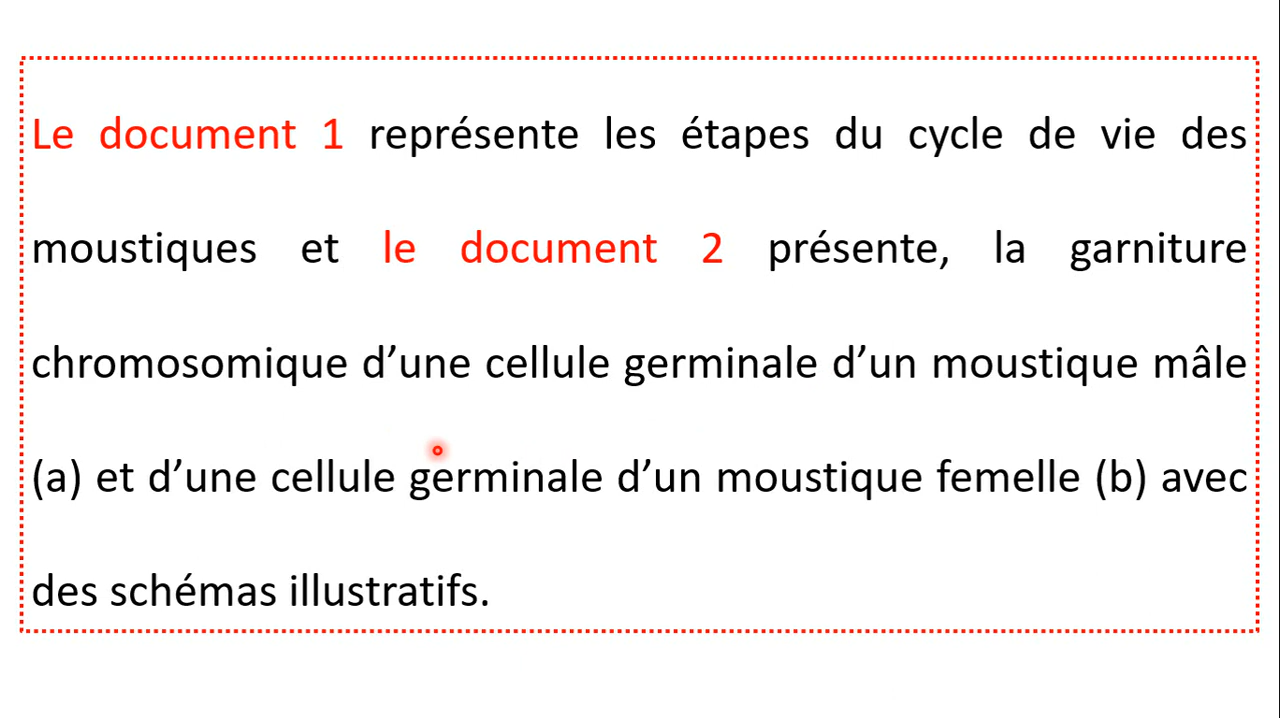 Le document 1 représente les étapes du cycle de vie des
moustiques et le document 2 présente, la garniture
chromosomique d’une cellule germinale d’un moustique mâle
(a) et d’une cellule germinale d’un moustique femelle (b) avec
des schémas illustratifs.